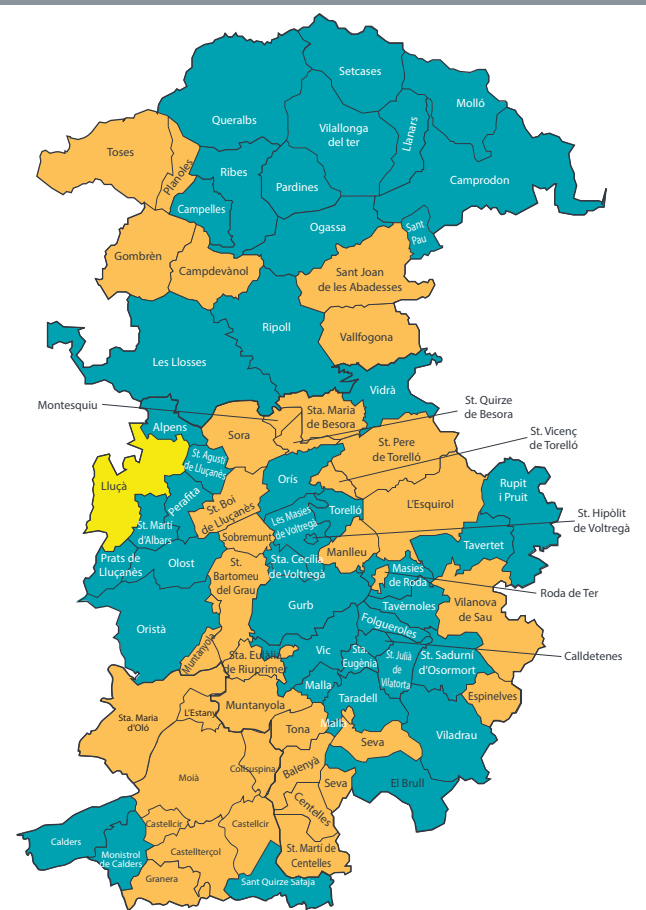 Setcases
Molló
Queralbs
Vilallonga
del ter
Llanars
Toses
Planoles
Ribes
Pardines
Camprodon
Campelles
Ogassa
Sant
Pau
Gombrèn
Campdevànol
Sant Joan
de les Abadesses
Ripoll
Vallfogona
Les Llosses
Vidrà
Montesquiu
St. Quirze
de Besora
Sta. Maria
de Besora
Alpens
Sora
St. Vicenç
de Torelló
St. Pere
de Torelló
St. Agustí
de Lluçanès
Lluçà
Orís
Rupit
i Pruit
Perafita
St. Boi
de Lluçanès
L'Esquirol
Torelló
Les Masies
de Voltregà
St. Hipòlit
de Voltregà
St. Martí
d'Albars
Sobremunt
Manlleu
Tavertet
Prats de
Lluçanès
Olost
St.
Bartomeu
del Grau
Sta. Cecília
de Voltregà
Masies
de Roda
Roda de Ter
Gurb
Tavèrnoles
Vilanova
de Sau
Oristà
Folgueroles
Muntanyola
Sta. Eulàlia
de Riuprimer
Vic
Sta.
Eugènia
St. Julià
de
Vilatorta
St. Sadurní
d'Osormort
Calldetenes
Malla
Taradell
Espinelves
Sta. Maria
d'Oló
L'Estany
Muntanyola
Tona
Malla
Seva
Viladrau
Moià
Collsuspina
Balenyà
Seva
El Brull
Centelles
Castellcir
Castellcir
Calders
Monistrol
de Calders
Castellterçol
St. Martí de
Centelles
Granera
Sant Quirze Safaja